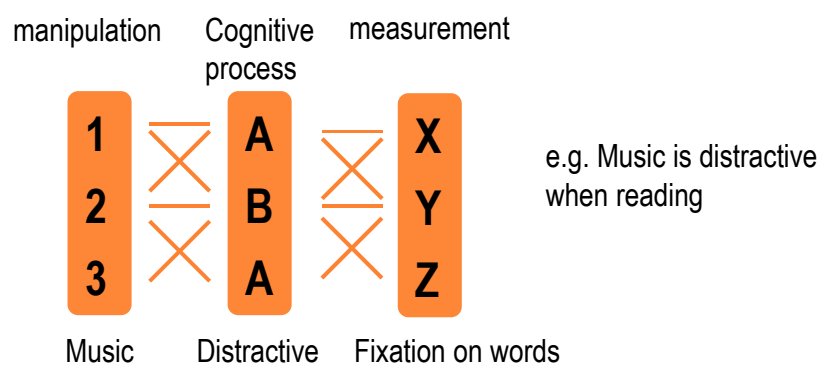 manipulation
Cognitive
process
measurement
1
2
3
A
B
A
X
Y
Z
e.g. Music is distractive
when reading
Music
Distractive
Fixation on words